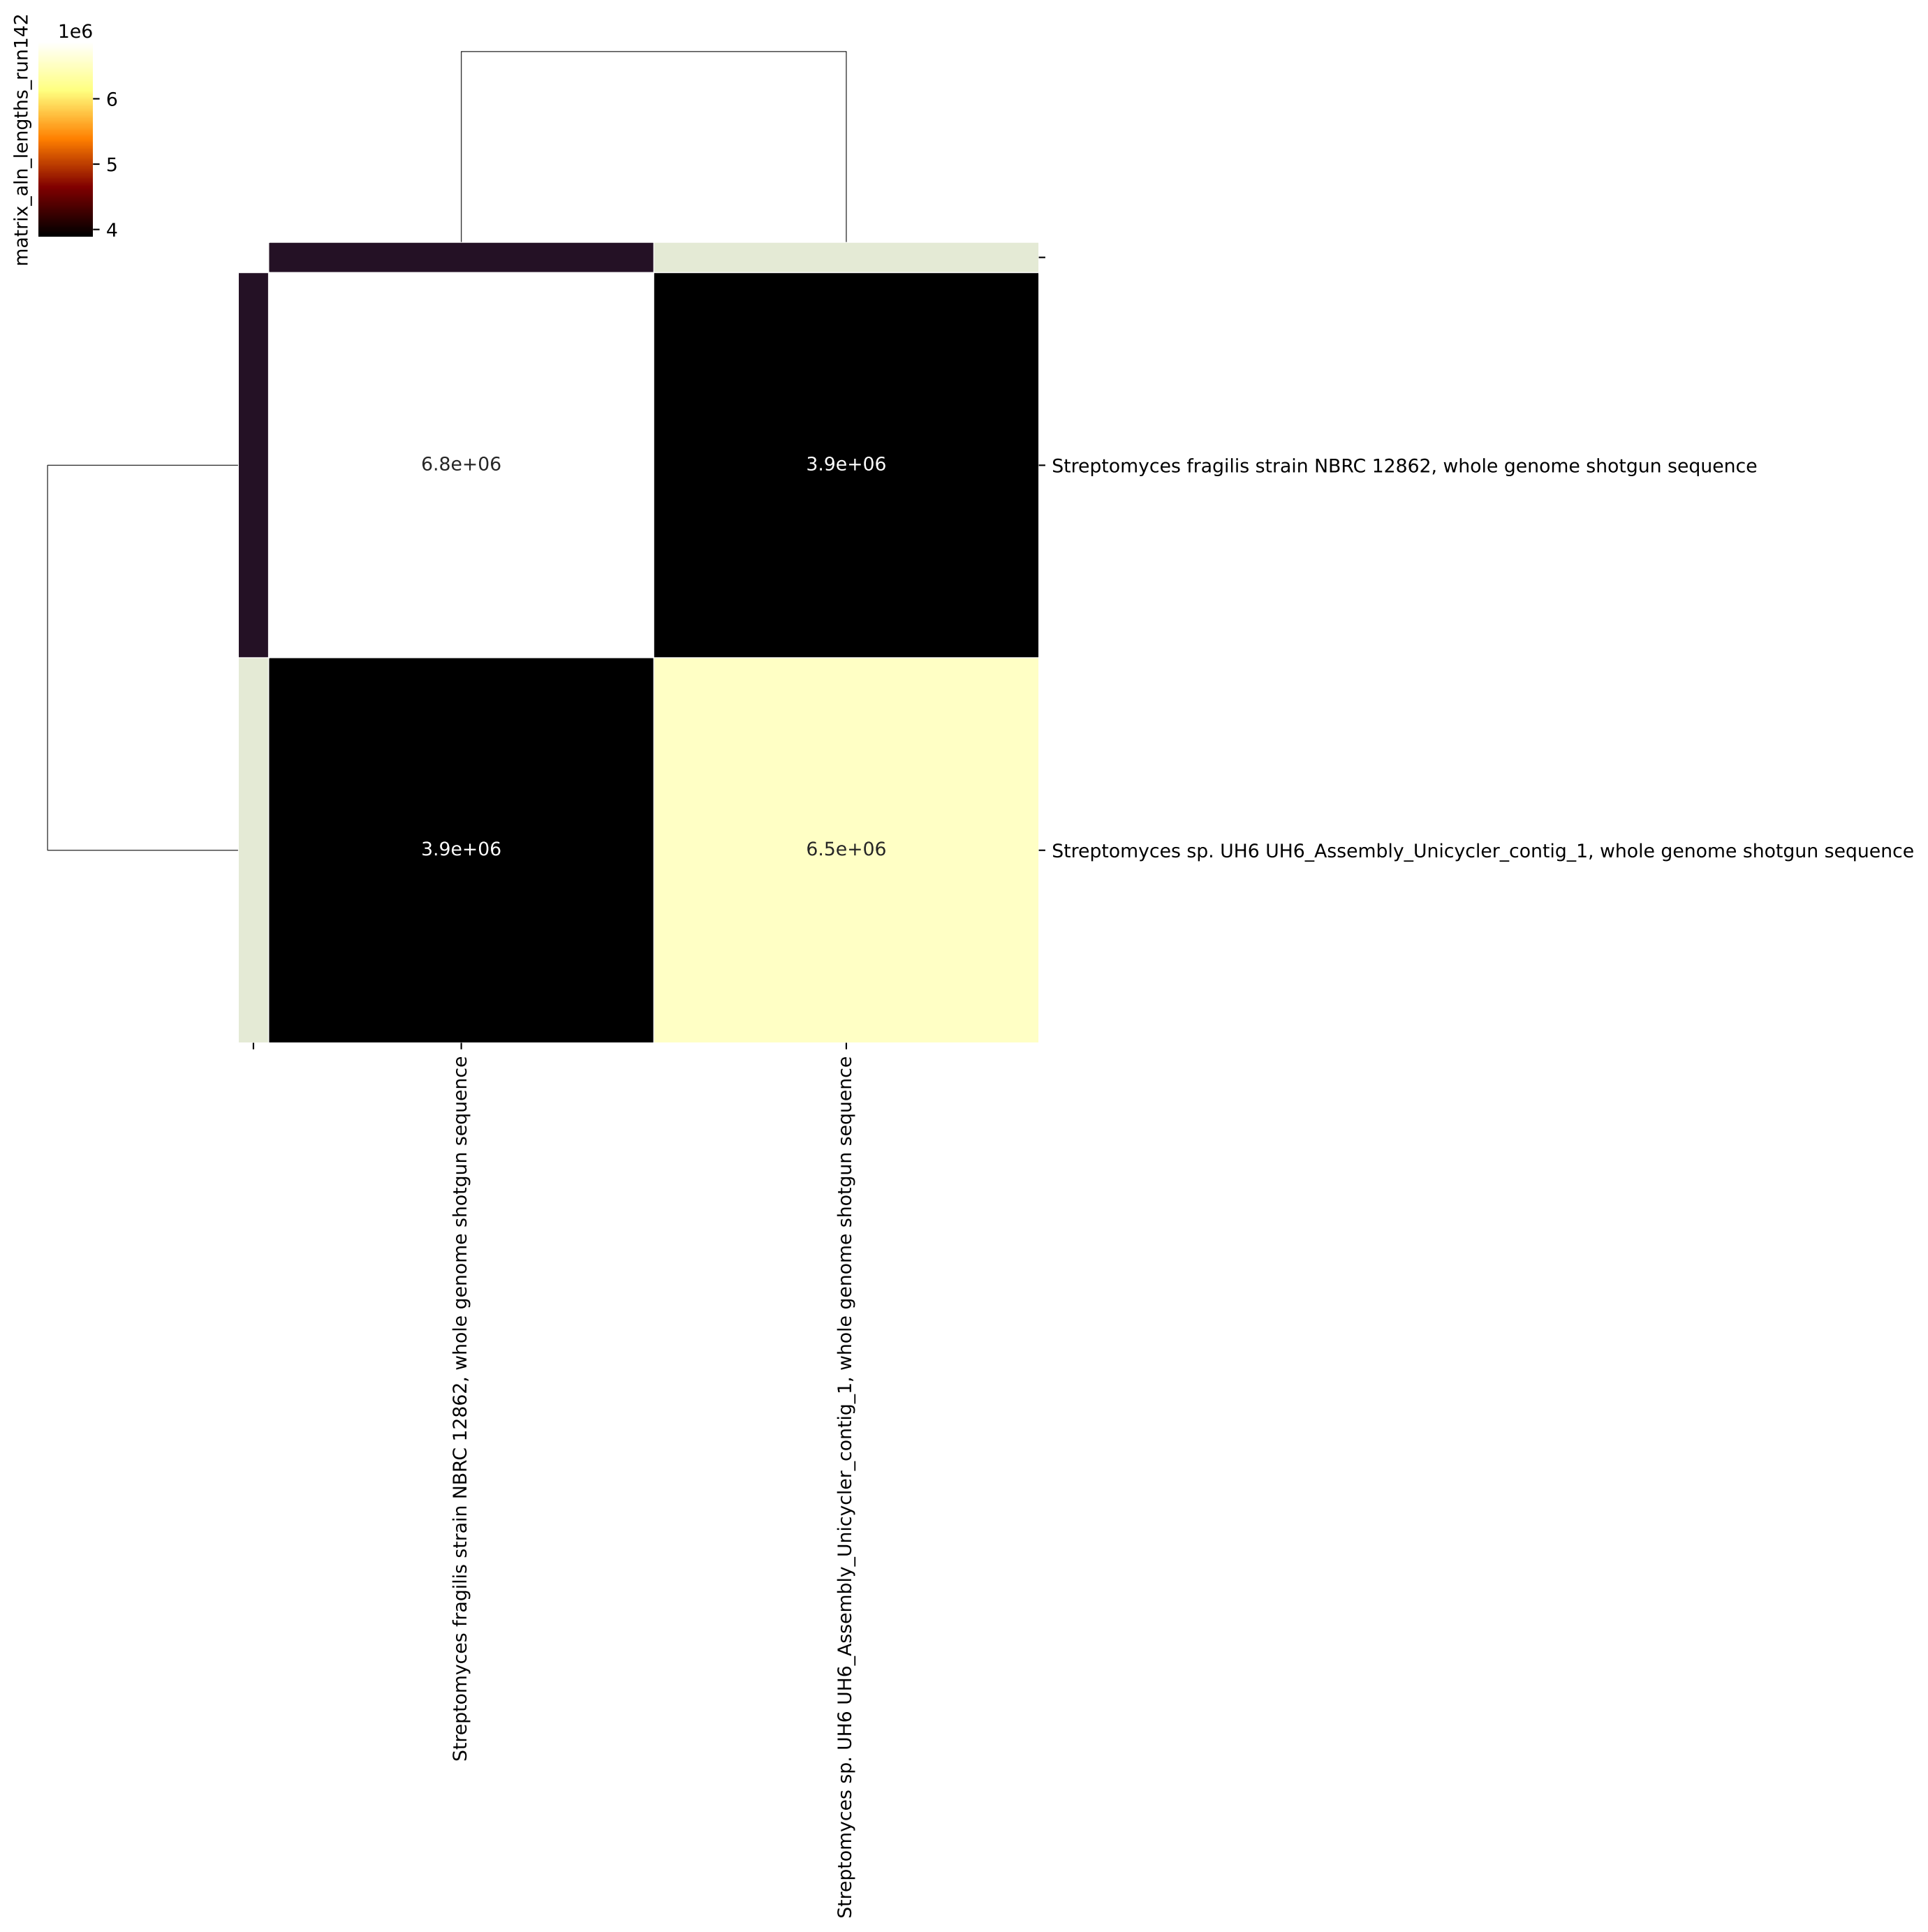 matrix_aln_lengths_run142
1e6
6
5
4
6.8e+06
3.9e+06
Streptomyces fragilis strain NBRC 12862, whole genome shotgun sequence
3.9e+06
6.5e+06
Streptomyces sp. UH6 UH6_Assembly_Unicycler_contig_1, whole genome shotgun sequence
Streptomyces fragilis strain NBRC 12862, whole genome shotgun sequence
Streptomyces sp. UH6 UH6_Assembly_Unicycler_contig_1, whole genome shotgun sequence